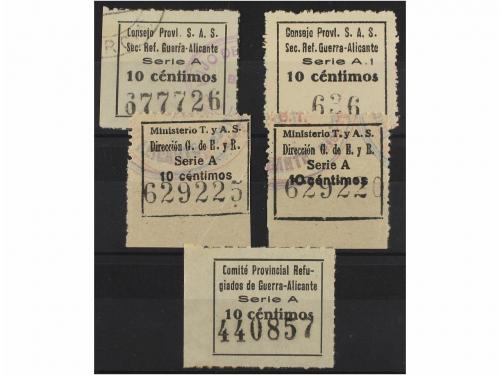 Consejo Provl. S. A. S.
Sec. Ref. Guerra-Alicante
Serie A
10 céntimos
677726
Consejo Provl. S. A. S.
Sec. Ref. Guerra-Alicante
Serie A.1
10 céntimos
636
Ministerio T. y A. S.
Dirección G. de E. y R.
Serie A
10 céntimos
629225
Ministerio T. y A. S.
Dirección G. de E. y R.
Serie A
10 céntimos
629220
Comité Provincial Refu-
giados de Guerra-Alicante
Serie A
10 céntimos
440857